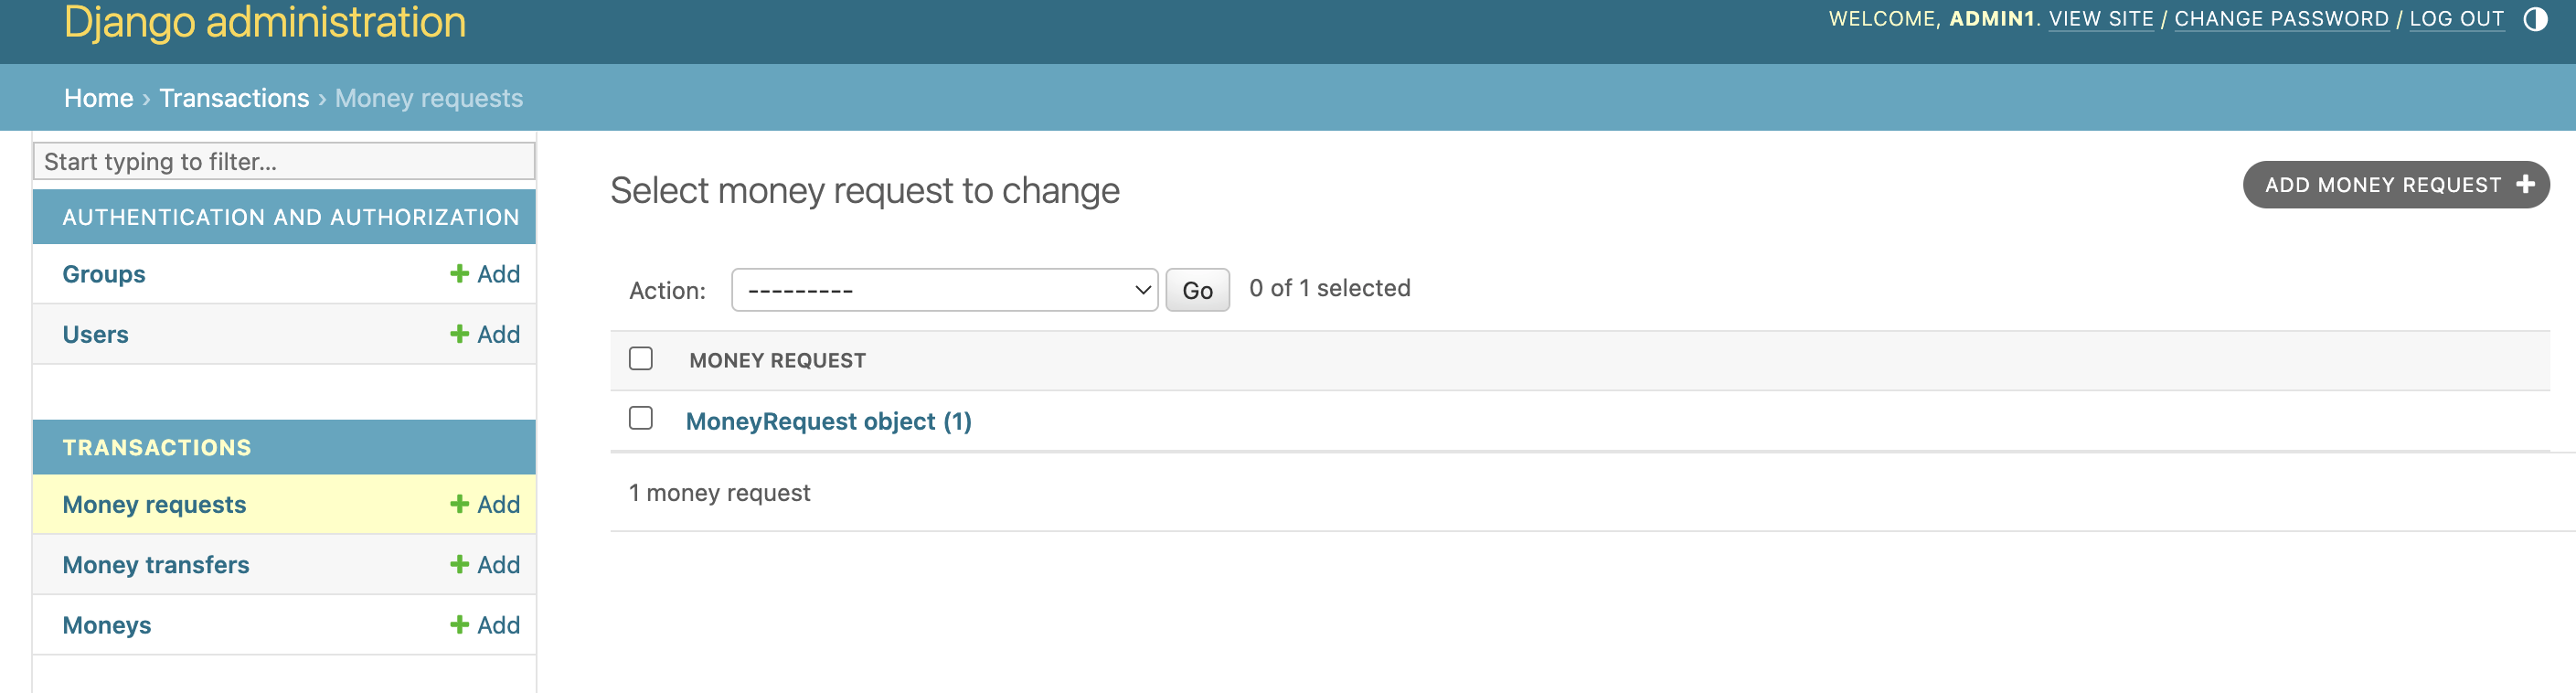 Django administration
WELCOME, ADMIN1. VIEW SITE / CHANGE PASSWORD / LOG OUT
Home › Transactions › Money requests
Start typing to filter...
AUTHENTICATION AND AUTHORIZATION
Groups + Add
Users + Add
TRANSACTIONS
Money requests + Add
Money transfers + Add
Moneys + Add
Select money request to change
ADD MONEY REQUEST +
Action: --------- Go 0 of 1 selected
MONEY REQUEST
MoneyRequest object (1)
1 money request